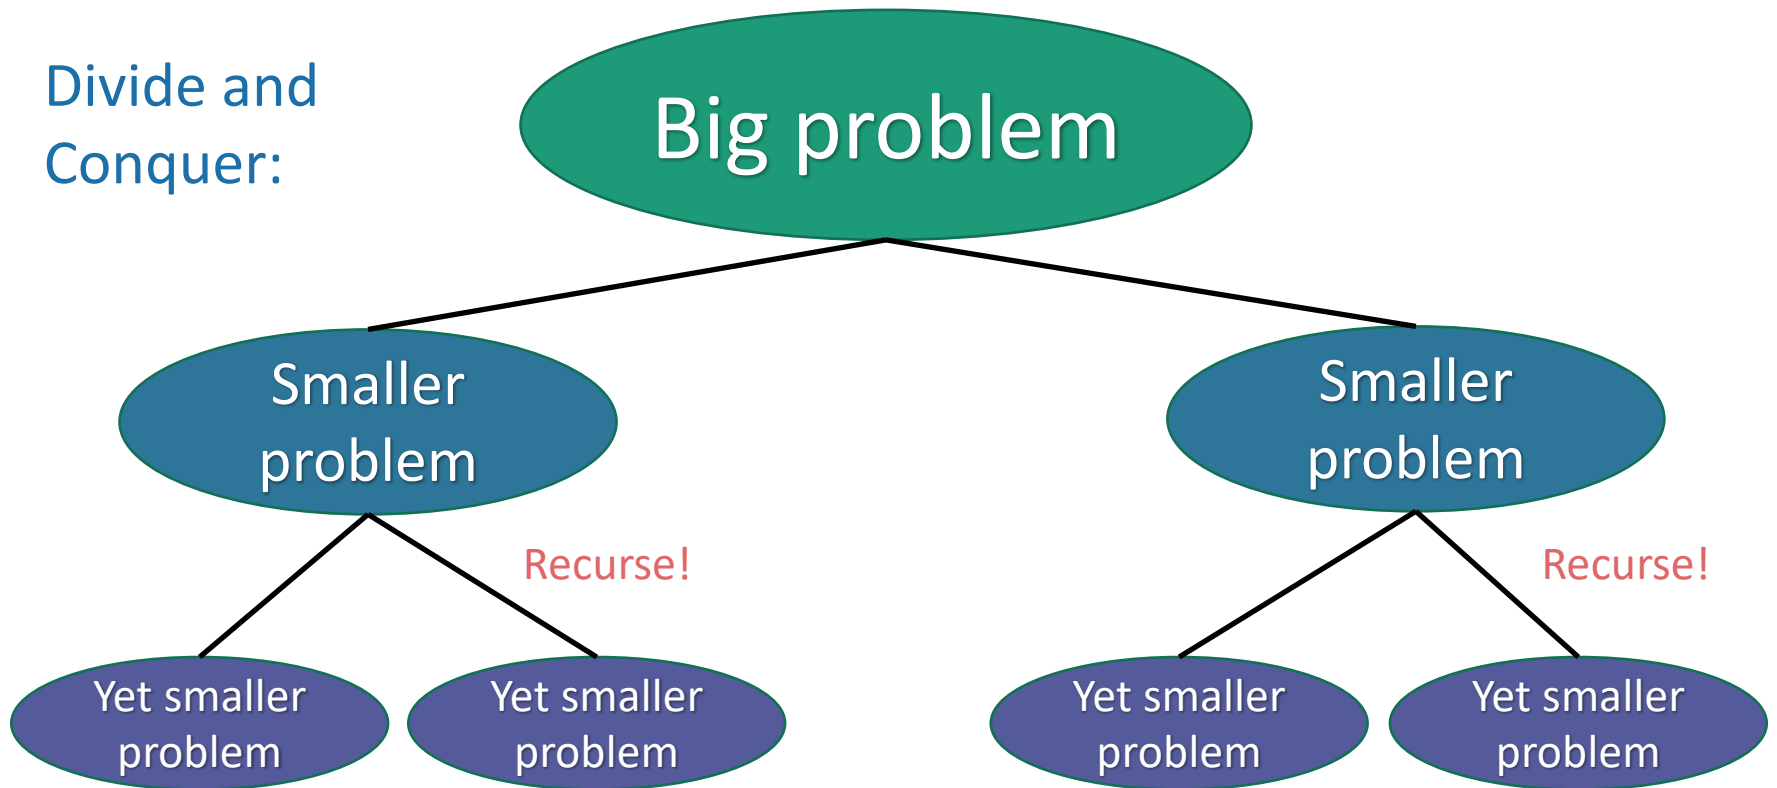 Divide and
Conquer:
Big problem
Smaller
problem
Smaller
problem
Recurse!
Recurse!
Yet smaller
problem
Yet smaller
problem
Yet smaller
problem
Yet smaller
problem